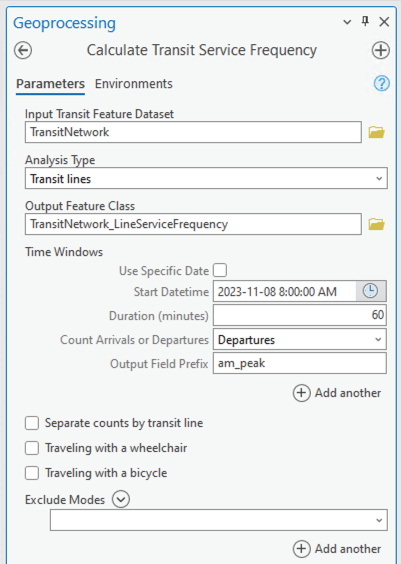 Geoprocessing
Calculate Transit Service Frequency
Parameters Environments
Input Transit Feature Dataset
TransitNetwork
Analysis Type
Transit lines
Output Feature Class
TransitNetwork_LineServiceFrequency
Time Windows
Use Specific Date
Start Datetime 2023-11-08 8:00:00 AM
Duration (minutes) 60
Count Arrivals or Departures Departures
Output Field Prefix am_peak
Add another
Separate counts by transit line
Traveling with a wheelchair
Traveling with a bicycle
Exclude Modes
Add another